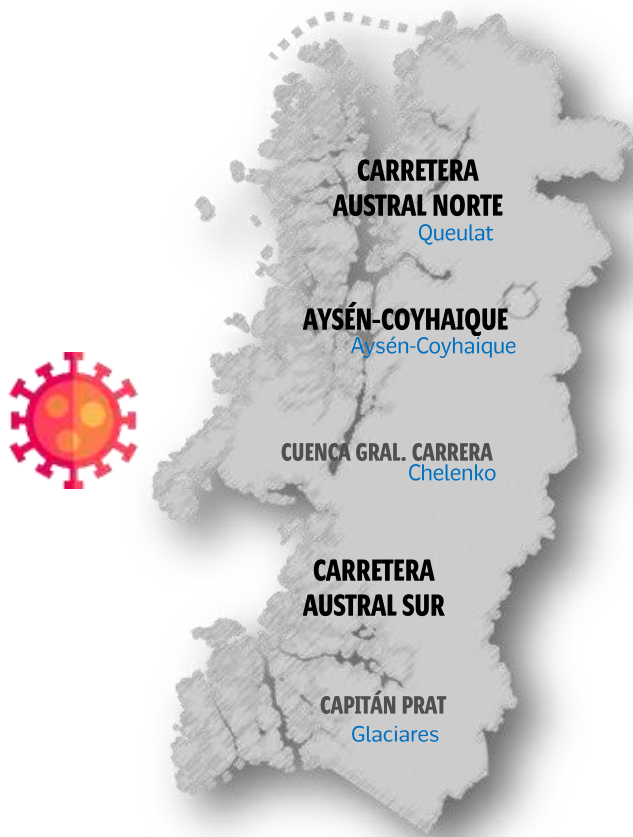 CARRETERA
AUSTRAL NORTE
Queulat
AYSÉN-COYHAIQUE
Aysén-Coyhaique
CUENCA GRAL. CARRERA
Chelenko
CARRETERA
AUSTRAL SUR
CAPITÁN PRAT
Glaciares